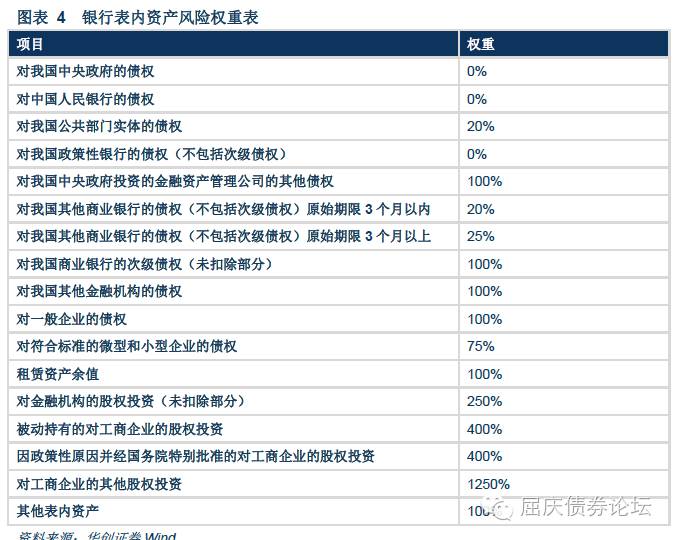 图表 4 银行表内资产风险权重表
项目 权重
对我国中央政府的债权 0%
对中国人民银行的债权 0%
对我国公共部门实体的债权 20%
对我国政策性银行的债权（不包括次级债权） 0%
对我国中央政府投资的金融资产管理公司的其他债权 100%
对我国其他商业银行的债权（不包括次级债权）原始期限 3 个月以内 20%
对我国其他商业银行的债权（不包括次级债权）原始期限 3 个月以上 25%
对我国商业银行的次级债权（未扣除部分） 100%
对我国其他金融机构的债权 100%
对一般企业的债权 100%
对符合标准的微型和小型企业的债权 75%
租赁资产余值 100%
对金融机构的股权投资（未扣除部分） 250%
被动持有的对工商企业的股权投资 400%
因政策性原因并经国务院特别批准的对工商企业的股权投资 400%
对工商企业的其他股权投资 1250%
其他表内资产 100%
屈庆债券论坛
资料来源：华创证券 Wind